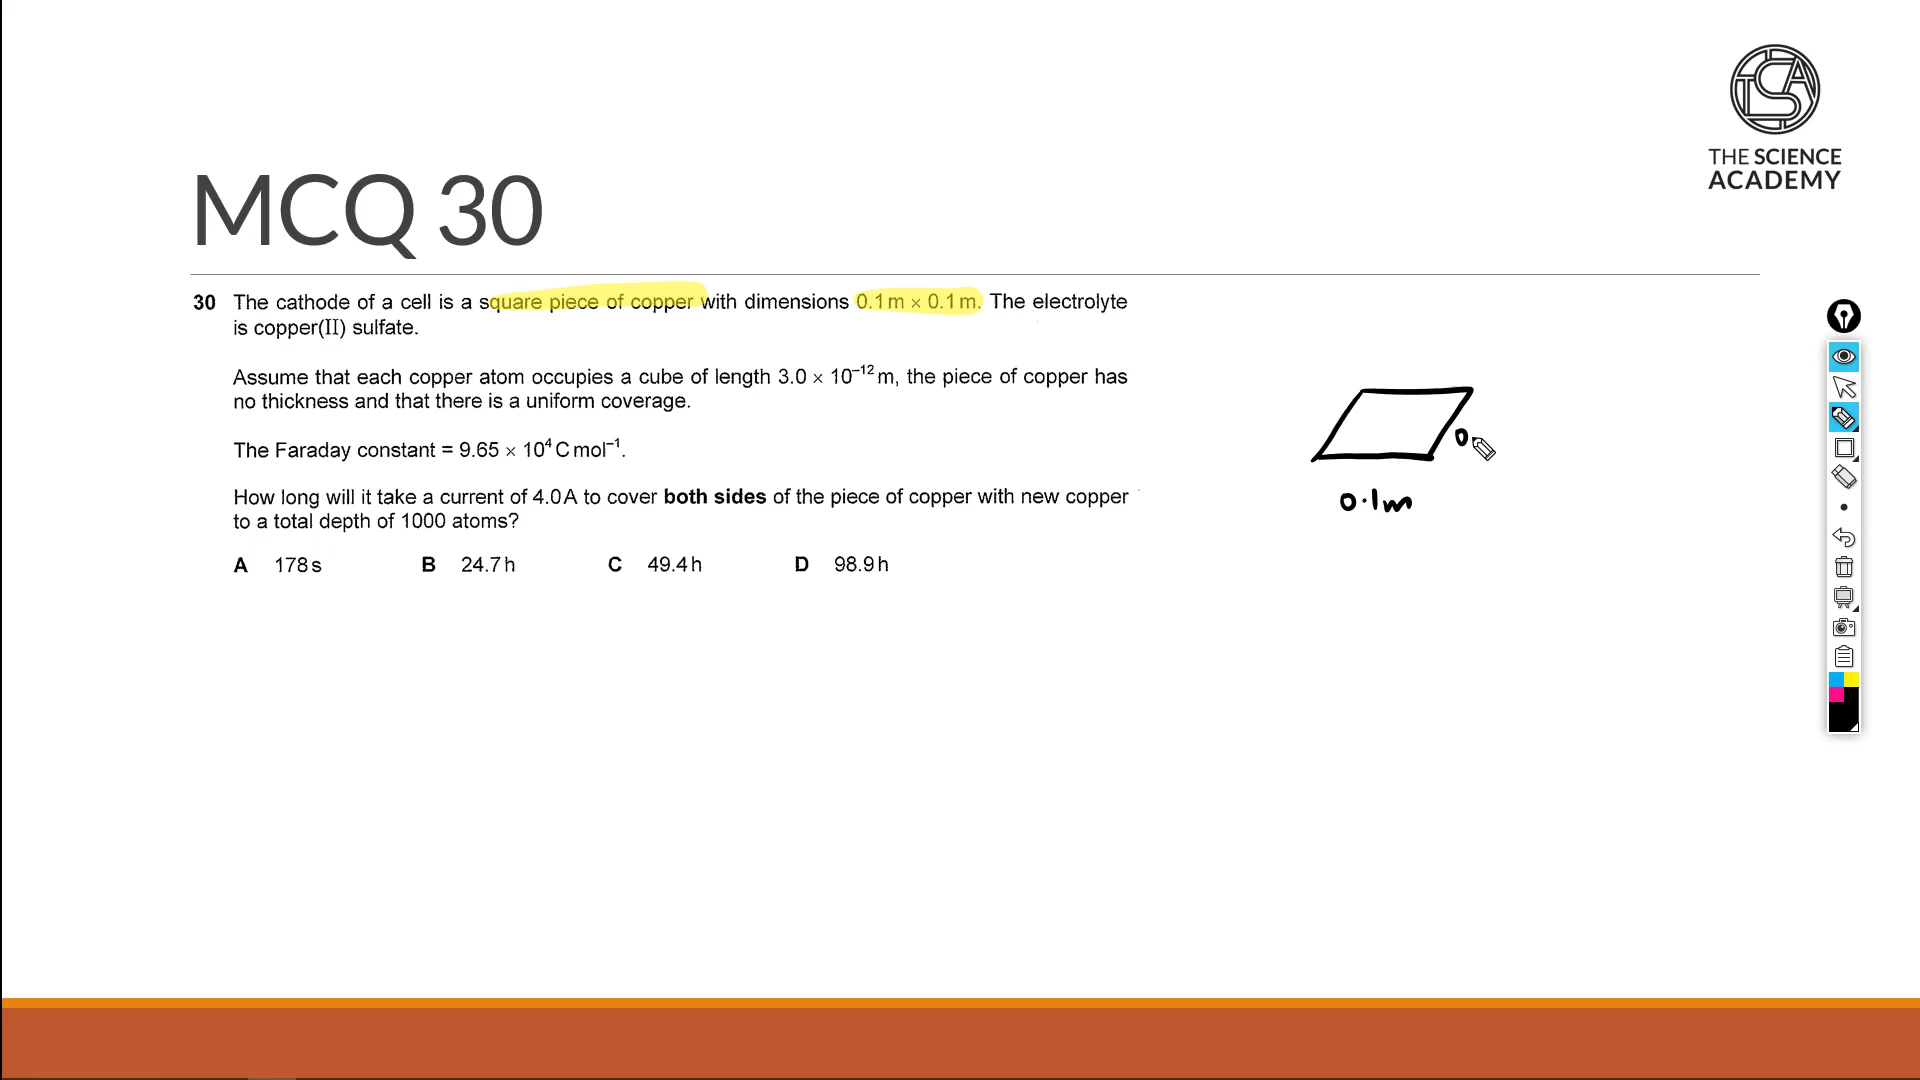 THE SCIENCE
ACADEMY
MCQ 30
30 The cathode of a cell is a square piece of copper with dimensions 0.1 m × 0.1 m. The electrolyte
is copper(II) sulfate.
Assume that each copper atom occupies a cube of length 3.0 × 10⁻¹² m, the piece of copper has
no thickness and that there is a uniform coverage.
The Faraday constant = 9.65 × 10⁴ C mol⁻¹.
How long will it take a current of 4.0 A to cover both sides of the piece of copper with new copper
to a total depth of 1000 atoms?
A 178 s B 24.7 h C 49.4 h D 98.9 h
0
0.1m